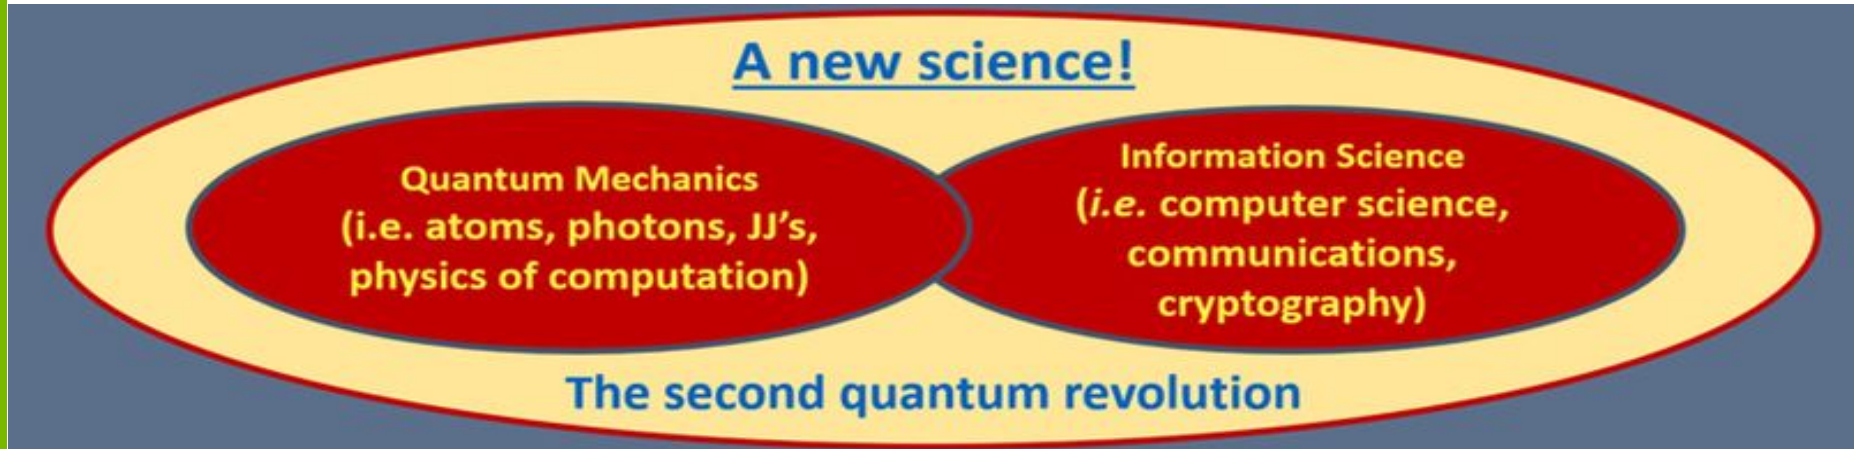 A new science!
Quantum Mechanics
(i.e. atoms, photons, JJ's,
physics of computation)
Information Science
(i.e. computer science,
communications,
cryptography)
The second quantum revolution